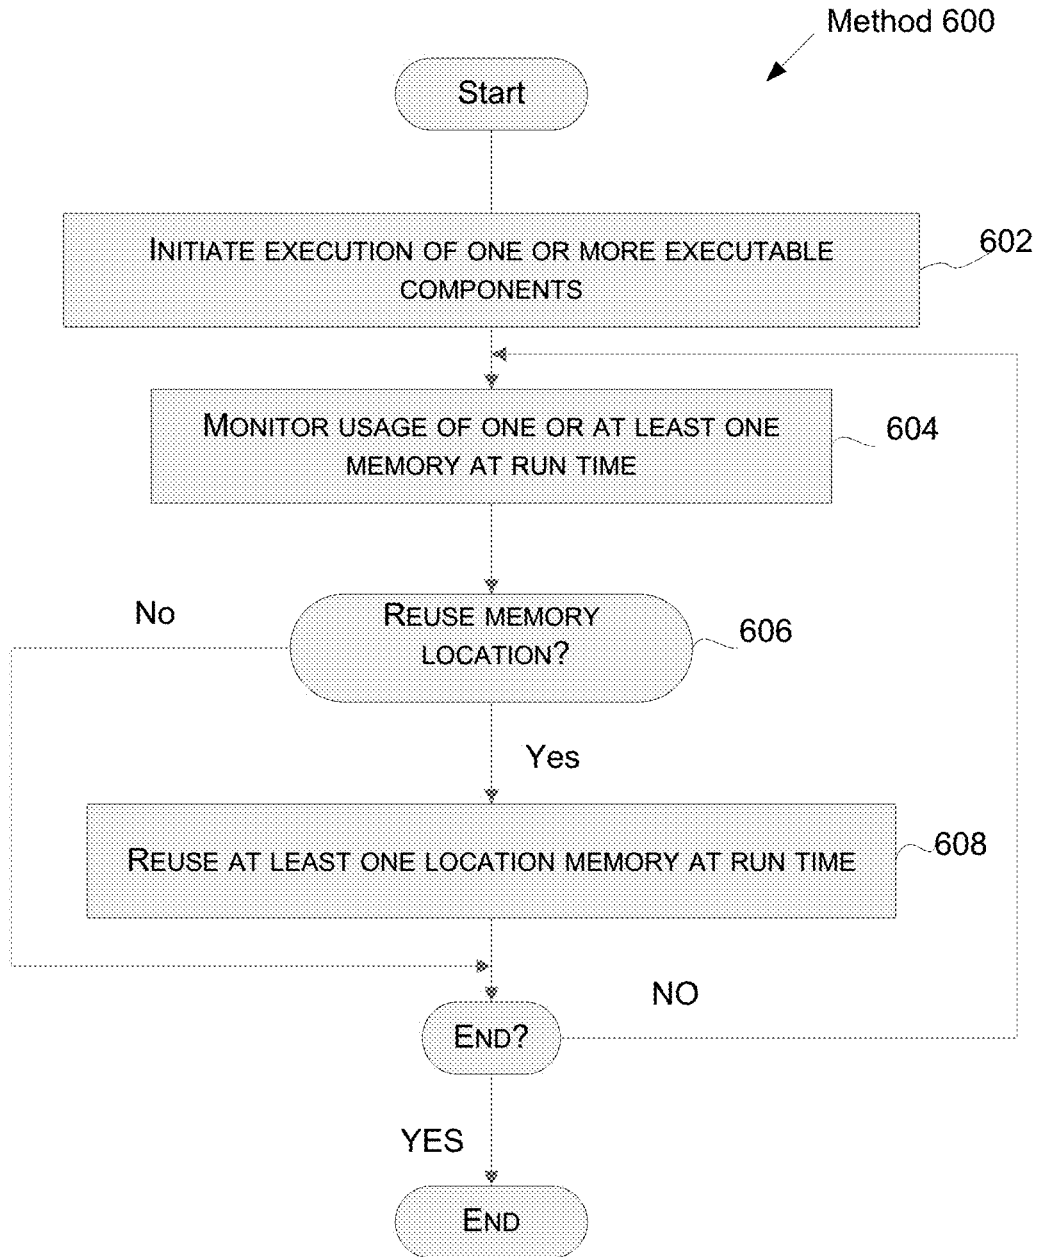 Method 600
Start
INITIATE EXECUTION OF ONE OR MORE EXECUTABLE
COMPONENTS
602
MONITOR USAGE OF ONE OR AT LEAST ONE
MEMORY AT RUN TIME
604
No
REUSE MEMORY
LOCATION?
606
Yes
REUSE AT LEAST ONE LOCATION MEMORY AT RUN TIME
608
NO
END?
YES
END